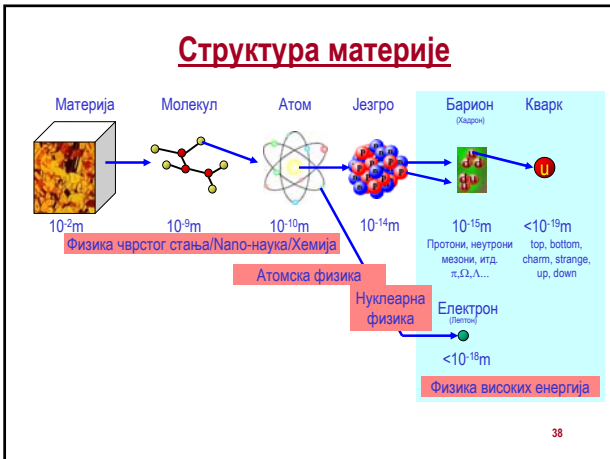 Структура материје
Материја Молекул Атом Језгро Барион Кварк
(Хадрон)
u
10-2m 10-9m 10-10m 10-14m 10-15m <10-19m
Физика чврстог стања/Nano-наука/Хемија
Протони, неутрони
мезони, итд.
π,Ω,Λ...
top, bottom,
charm, strange,
up, down
Атомска физика
Нуклеарна
физика
Електрон
(Лептон)
<10-18m
Физика високих енергија
38